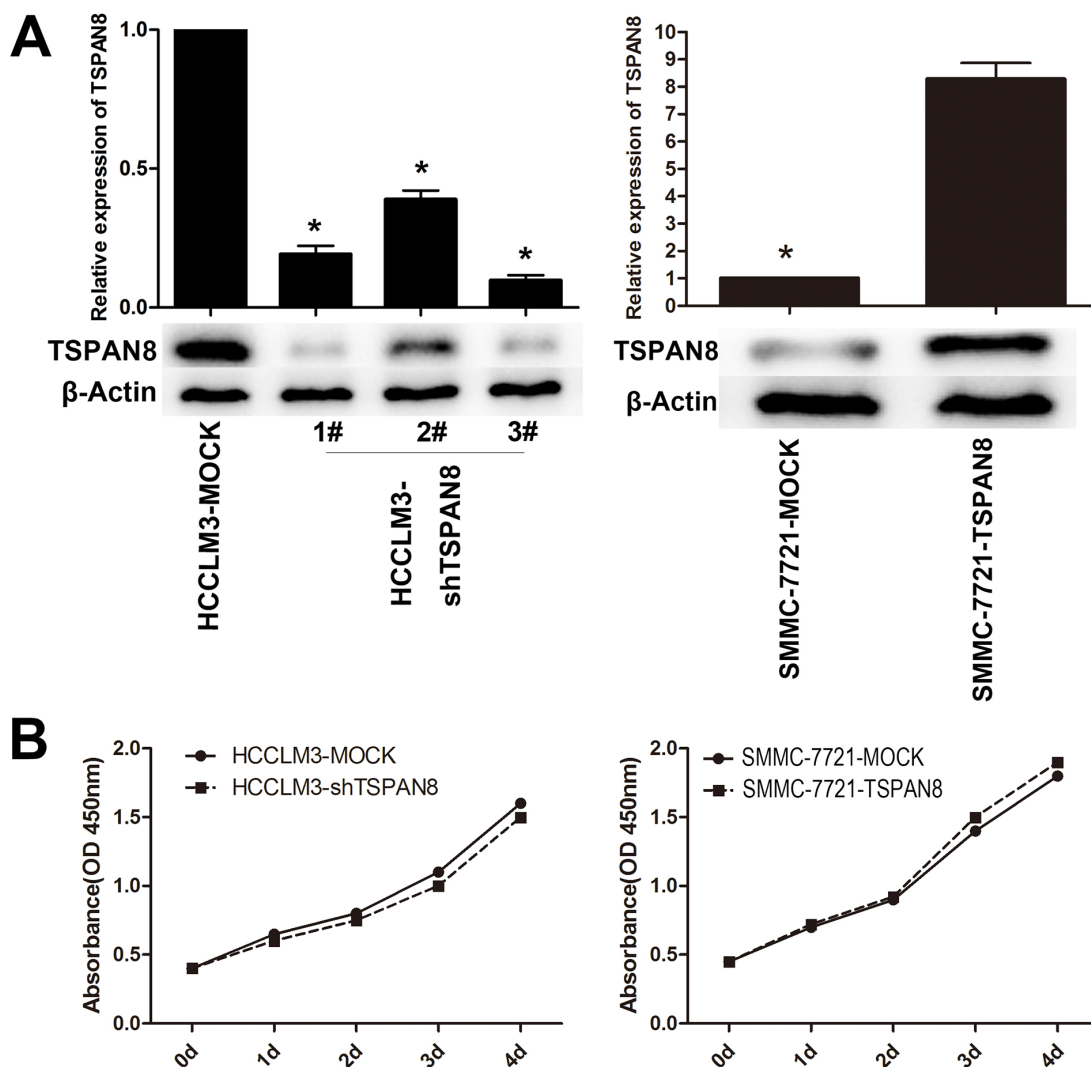 A
Relative expression of TSPAN8
1.0
0.5
0.0
*
*
*
TSPAN8
β-Actin
HCCLM3-MOCK
1#
2#
3#
HCCLM3-
shTSPAN8
Relative expression of TSPAN8
10
9
8
7
6
5
4
3
2
1
0
*
TSPAN8
β-Actin
SMMC-7721-MOCK
SMMC-7721-TSPAN8
B
Absorbance(OD 450nm)
2.0
1.5
1.0
0.5
0.0
HCCLM3-MOCK
HCCLM3-shTSPAN8
0d
1d
2d
3d
4d
Absorbance(OD 450nm)
2.0
1.5
1.0
0.5
0.0
SMMC-7721-MOCK
SMMC-7721-TSPAN8
0d
1d
2d
3d
4d